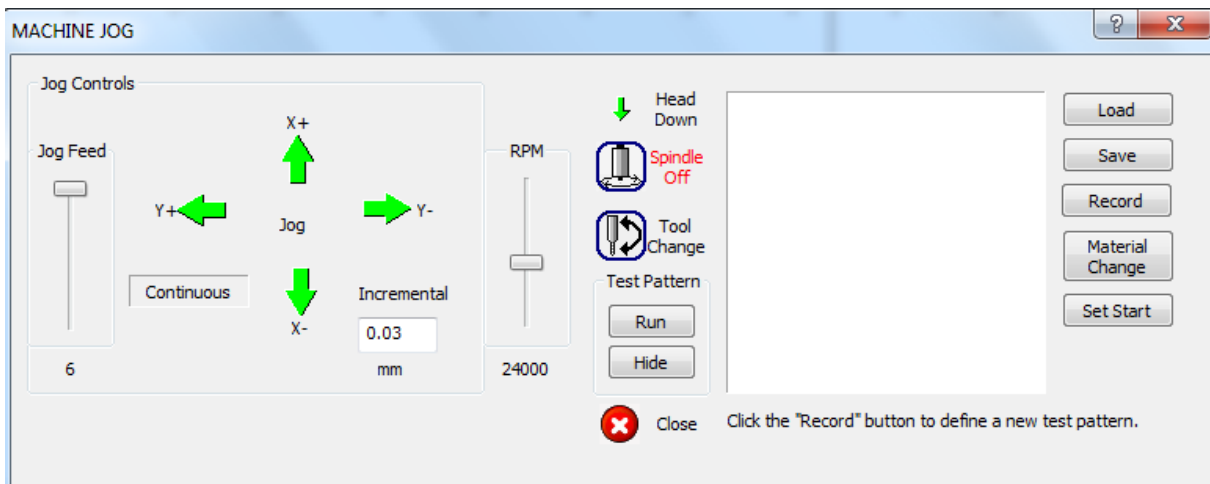 MACHINE JOG
?
X
Jog Controls
Jog Feed
6
X+
Y+
Jog
Y-
Continuous
X-
Incremental
0.03
mm
RPM
24000
Head
Down
Spindle
Off
Tool
Change
Test Pattern
Run
Hide
Close
Load
Save
Record
Material
Change
Set Start
Click the "Record" button to define a new test pattern.